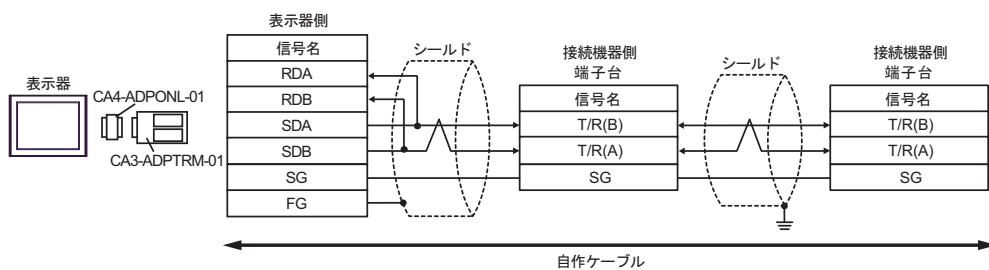 表示器
CA4-ADPONL-01
CA3-ADPTRM-01
表示器側
信号名
RDA
RDB
SDA
SDB
SG
FG
シールド
接続機器側
端子台
信号名
T/R(B)
T/R(A)
SG
シールド
接続機器側
端子台
信号名
T/R(B)
T/R(A)
SG
自作ケーブル